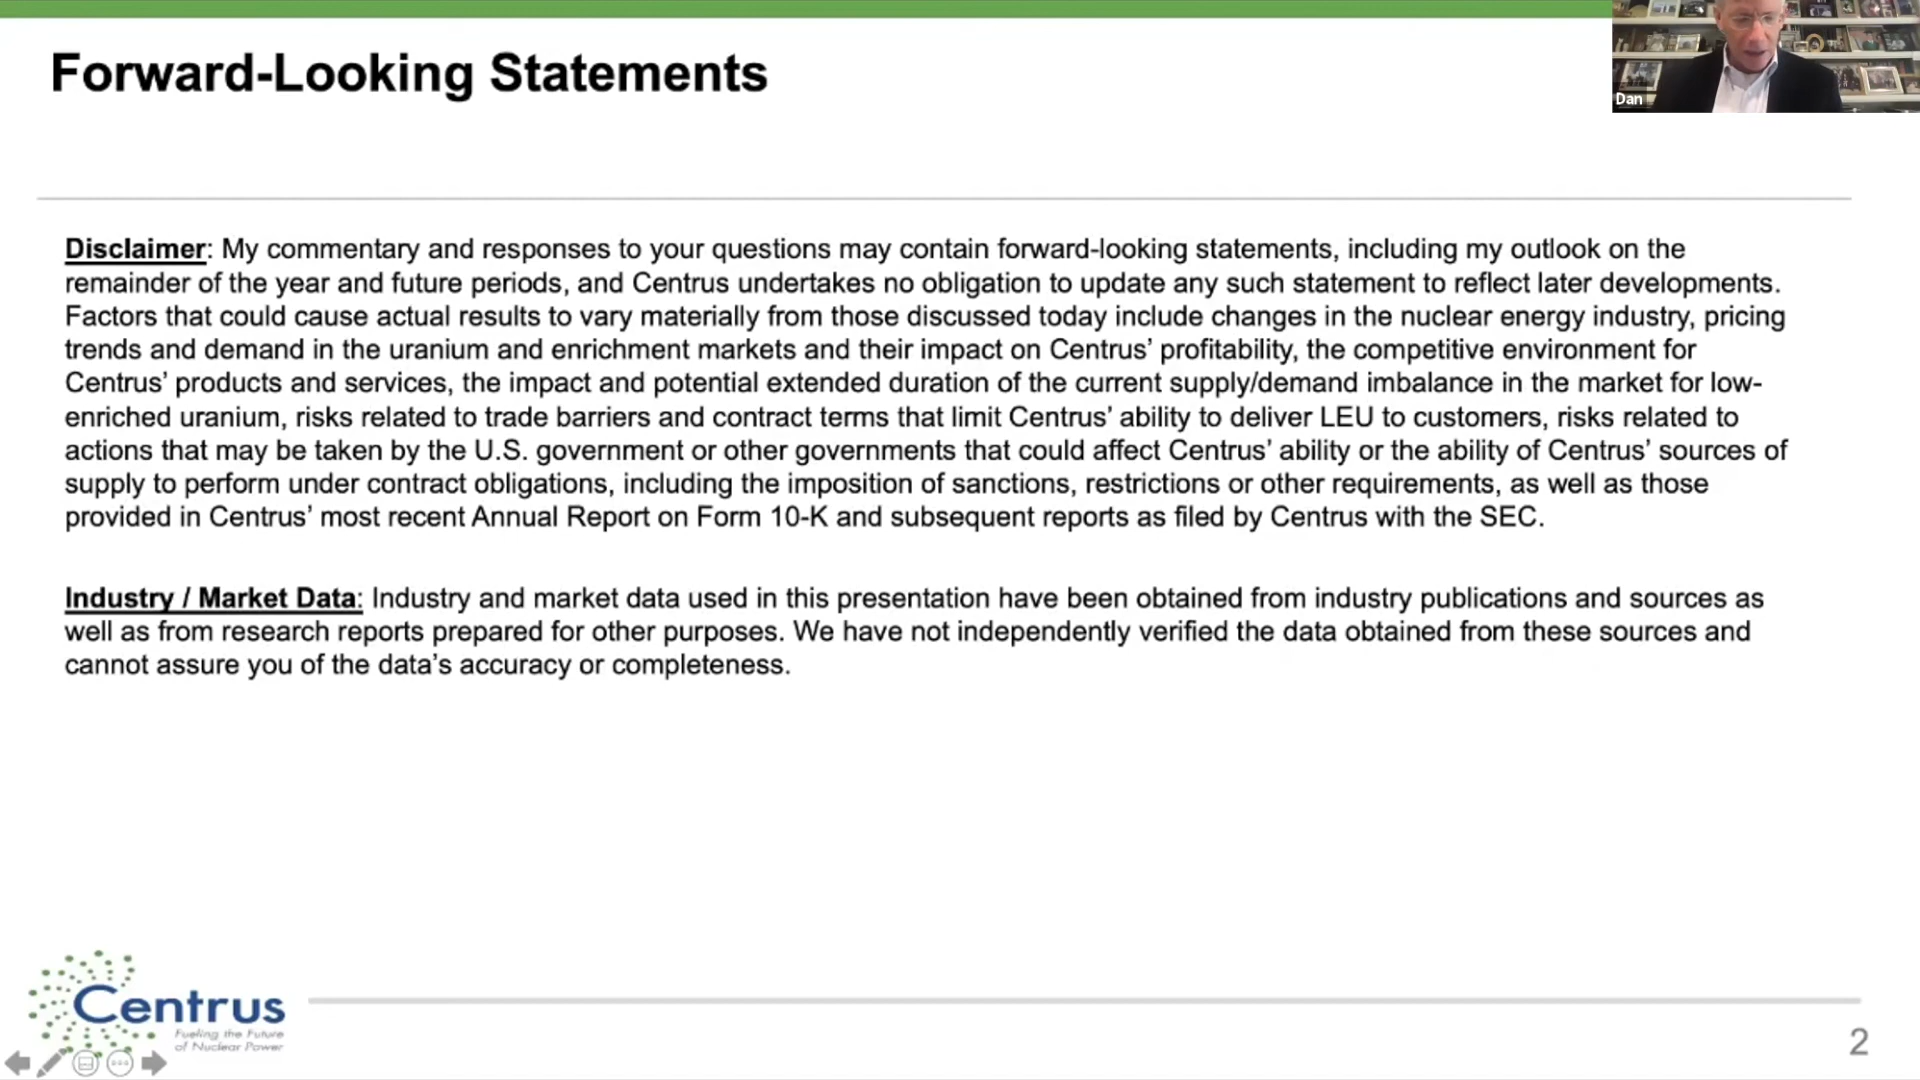 Forward-Looking Statements
Dan
Disclaimer: My commentary and responses to your questions may contain forward-looking statements, including my outlook on the
remainder of the year and future periods, and Centrus undertakes no obligation to update any such statement to reflect later developments.
Factors that could cause actual results to vary materially from those discussed today include changes in the nuclear energy industry, pricing
trends and demand in the uranium and enrichment markets and their impact on Centrus’ profitability, the competitive environment for
Centrus’ products and services, the impact and potential extended duration of the current supply/demand imbalance in the market for low-
enriched uranium, risks related to trade barriers and contract terms that limit Centrus’ ability to deliver LEU to customers, risks related to
actions that may be taken by the U.S. government or other governments that could affect Centrus’ ability or the ability of Centrus’ sources of
supply to perform under contract obligations, including the imposition of sanctions, restrictions or other requirements, as well as those
provided in Centrus’ most recent Annual Report on Form 10-K and subsequent reports as filed by Centrus with the SEC.
Industry / Market Data: Industry and market data used in this presentation have been obtained from industry publications and sources as
well as from research reports prepared for other purposes. We have not independently verified the data obtained from these sources and
cannot assure you of the data’s accuracy or completeness.
Centrus
Fueling the Future
of Nuclear Power
2